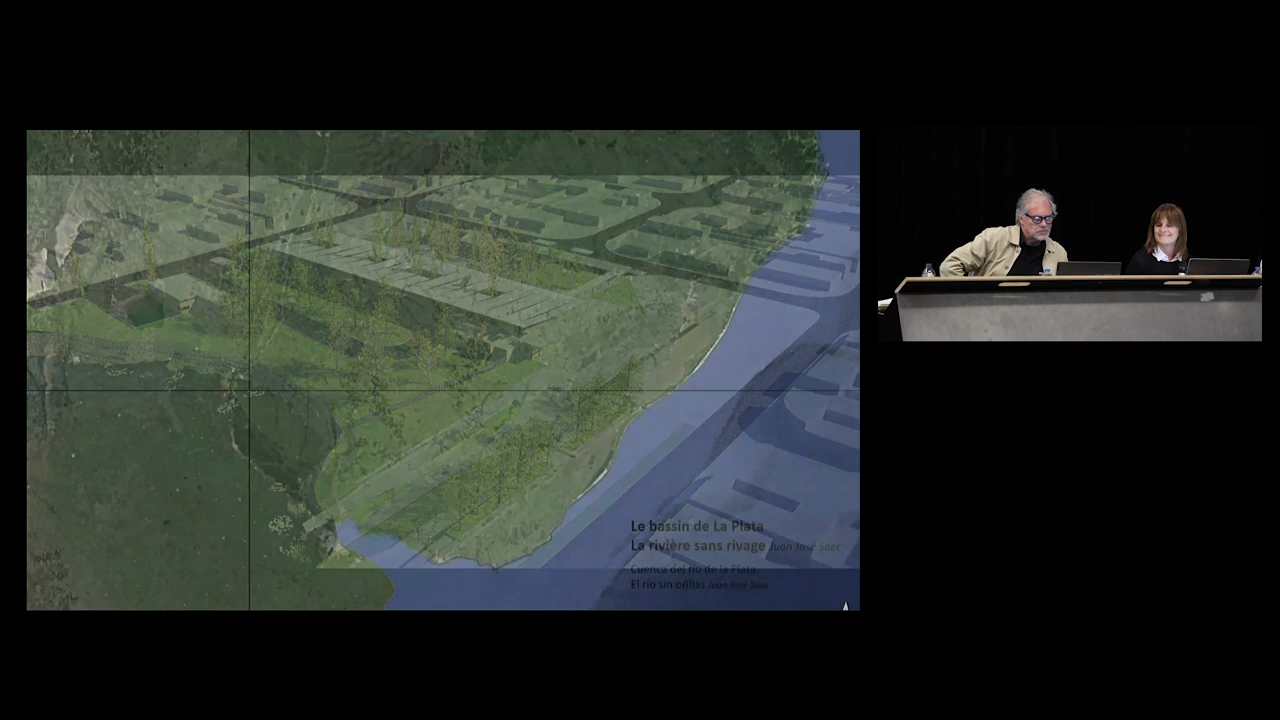 Le bassin de La Plata
La rivière sans rivage Juan José Saer
Cuenca del río de la Plata
El río sin orillas Juan José Saer